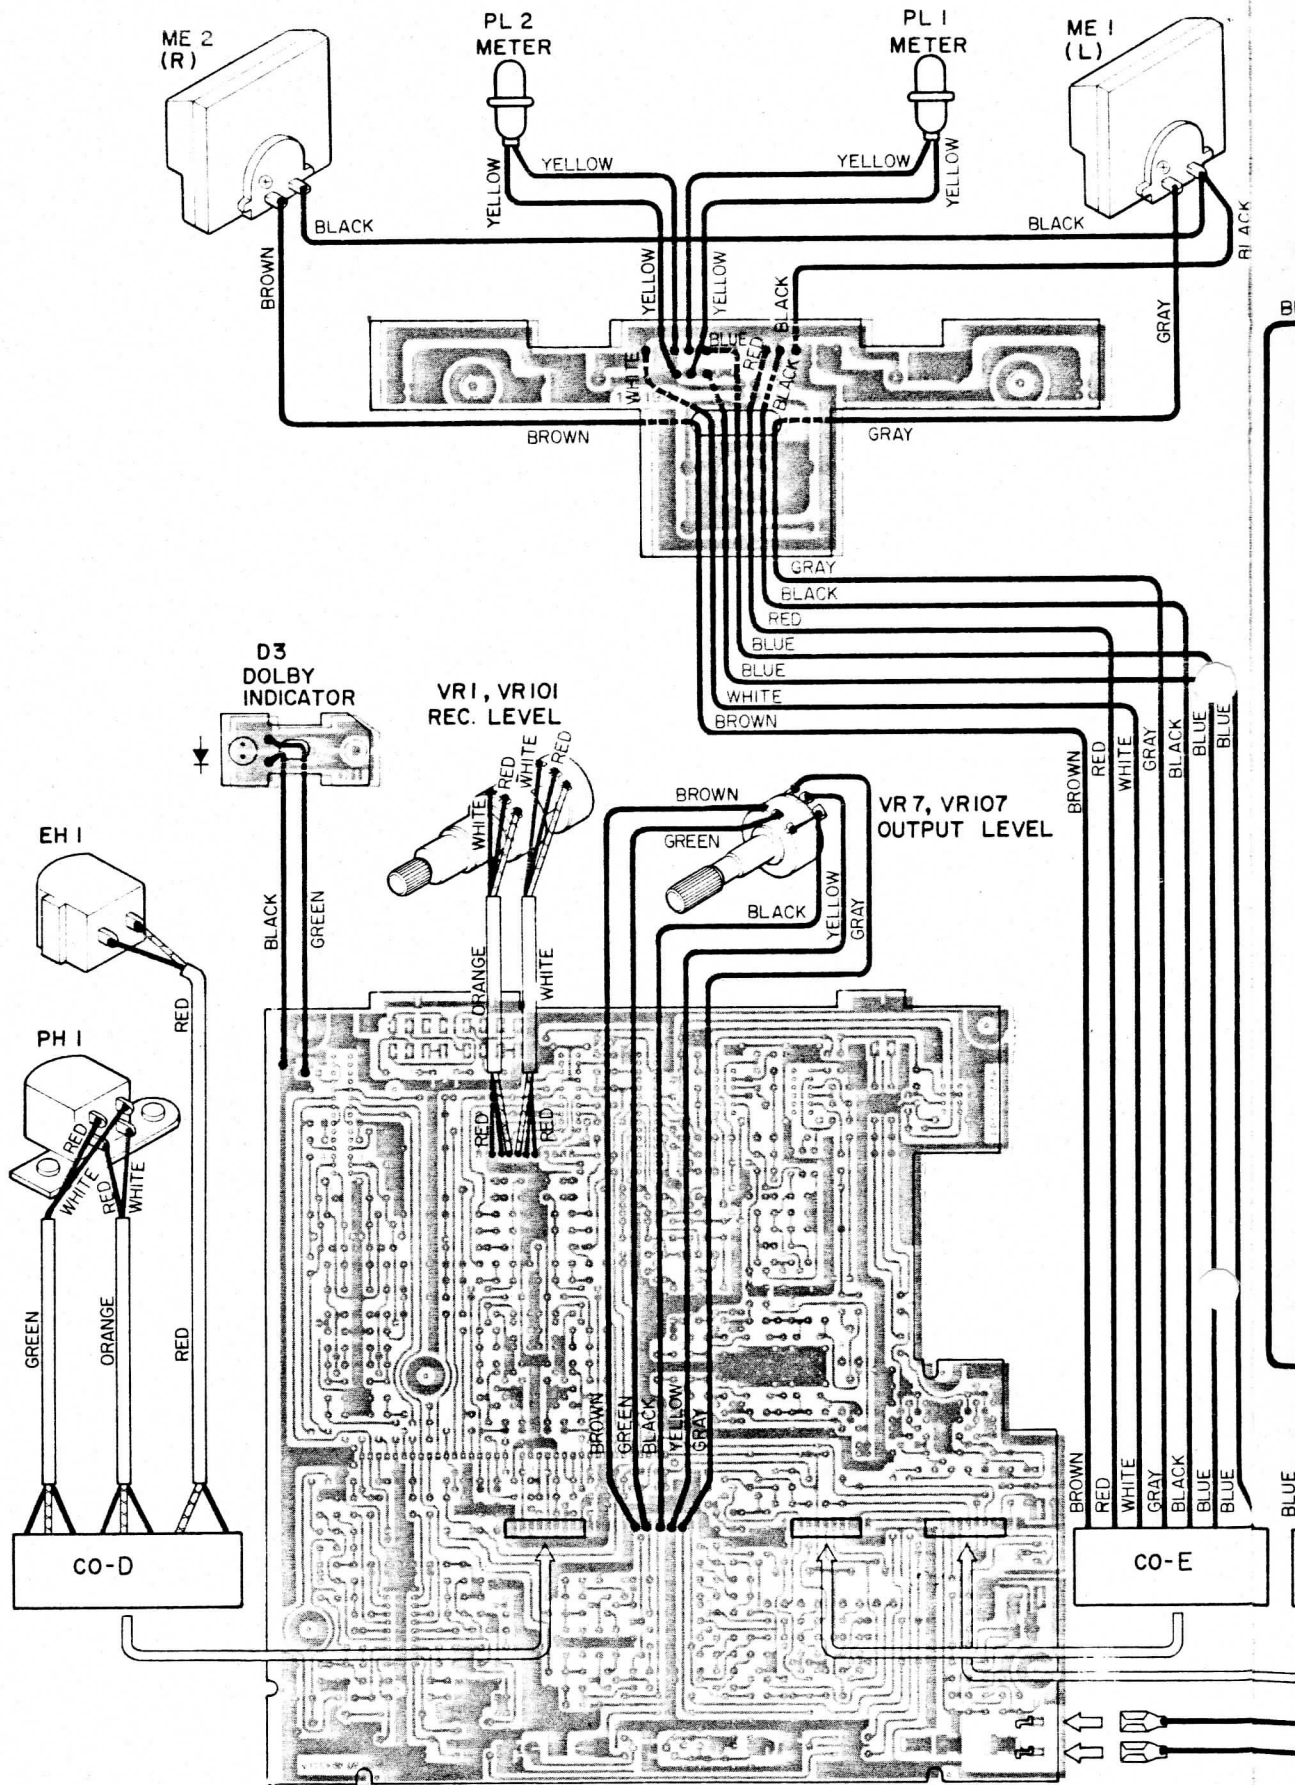 ME 2
(R)
PL 2
METER
PL 1
METER
ME 1
(L)
YELLOW
YELLOW
YELLOW
YELLOW
BLACK
BLACK
BLACK
BROWN
YELLOW
YELLOW
BLACK
GRAY
WHITE
BLUE
RED
BLACK
BROWN
GRAY
GRAY
BLACK
RED
BLUE
BLUE
WHITE
BROWN
D3
DOLBY
INDICATOR
VR1, VR101
REC. LEVEL
WHITE
RED
WHITE
RED
BROWN
GREEN
VR7, VR107
OUTPUT LEVEL
BROWN
RED
WHITE
GRAY
BLACK
BLUE
BLUE
EH 1
BLACK
GREEN
BLACK
YELLOW
GRAY
ORANGE
WHITE
RED
PH 1
RED
WHITE
RED
WHITE
RED
RED
GREEN
ORANGE
RED
BROWN
GREEN
BLACK
YELLOW
GRAY
BROWN
RED
WHITE
GRAY
BLACK
BLUE
BLUE
BLUE
CO-D
CO-E